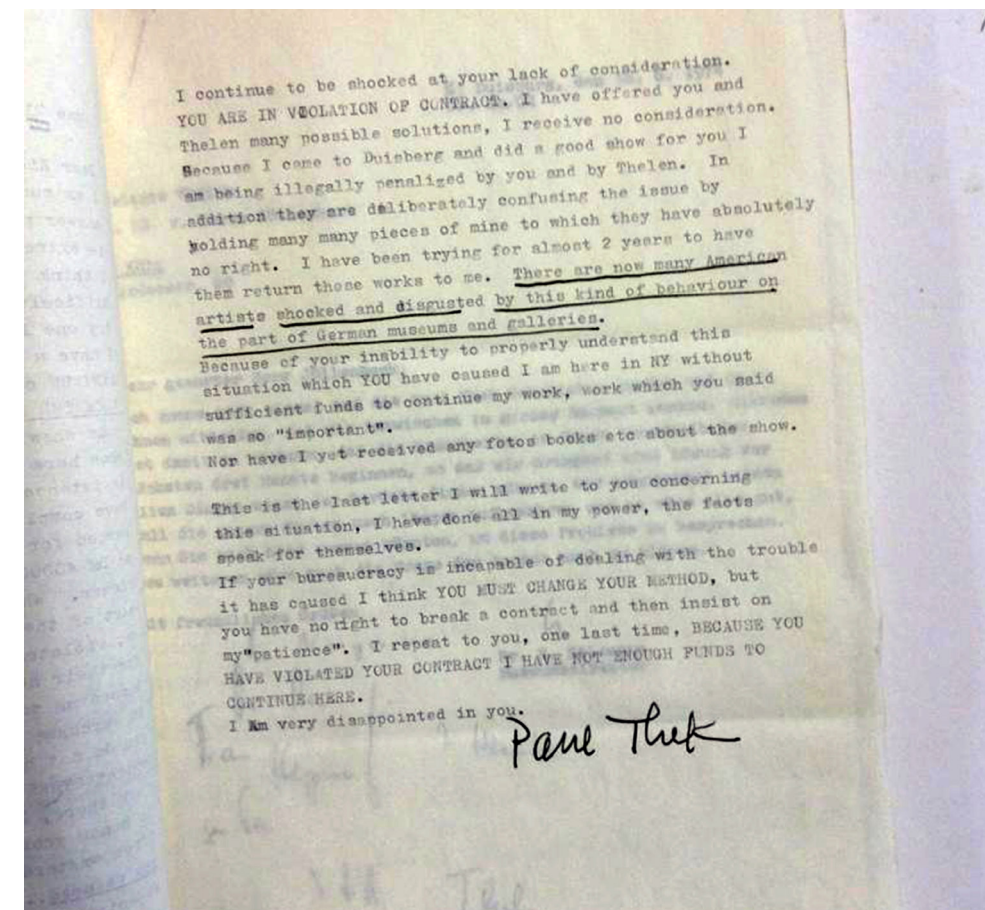 I continue to be shocked at your lack of consideration.
YOU ARE IN VIOLATION OF CONTRACT. I have offered you and
Thelen many possible solutions, I receive no consideration.
Because I came to Duisberg and did a good show for you I
am being illegally penalized by you and by Thelen. In
addition they are deliberately confusing the issue by
holding many many pieces of mine to which they have absolutely
no right. I have been trying for almost 2 years to have
them return those works to me. There are now many American
artists shocked and disgusted by this kind of behaviour on
the part of German museums and galleries.
Because of your inability to properly understand this
situation which YOU have caused I am here in NY without
sufficient funds to continue my work, work which you said
was so "important".
Nor have I yet received any fotos books etc about the show.
This is the last letter I will write to you concerning
this situation, I have done all in my power, the facts
speak for themselves.
If your bureaucracy is incapable of dealing with the trouble
it has caused I think YOU MUST CHANGE YOUR METHOD, but
you have no right to break a contract and then insist on
my"patience". I repeat to you, one last time, BECAUSE YOU
HAVE VIOLATED YOUR CONTRACT I HAVE NOT ENOUGH FUNDS TO
CONTINUE HERE.
I Am very disappointed in you.
Paul Thek